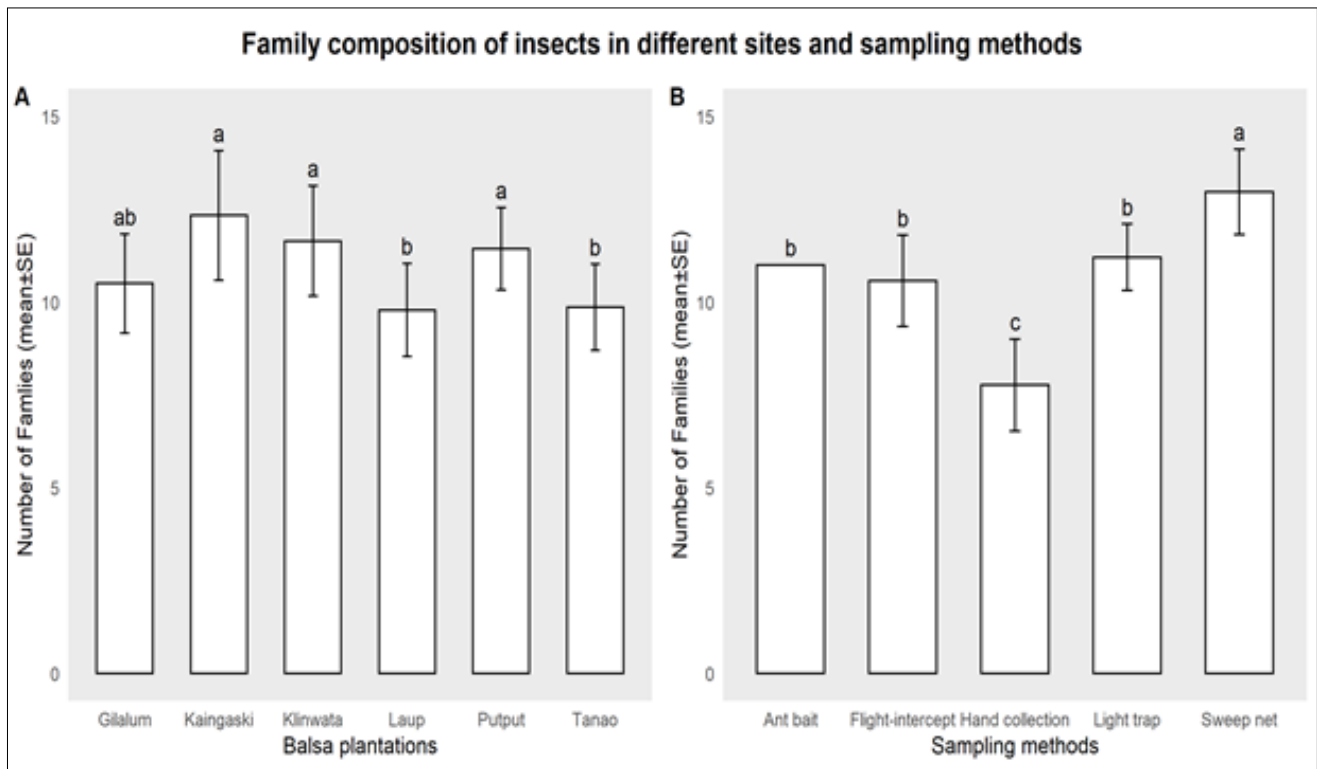 Family composition of insects in different sites and sampling methods
A
Number of Famlies (mean±SE)
15
10
5
0
ab
a
a
b
a
b
Gilalum Kaingaski Klinwata Laup Putput Tanao
Balsa plantations
B
Number of Families (mean±SE)
15
10
5
0
b
b
c
b
a
Ant bait Flight-intercept Hand collection Light trap Sweep net
Sampling methods